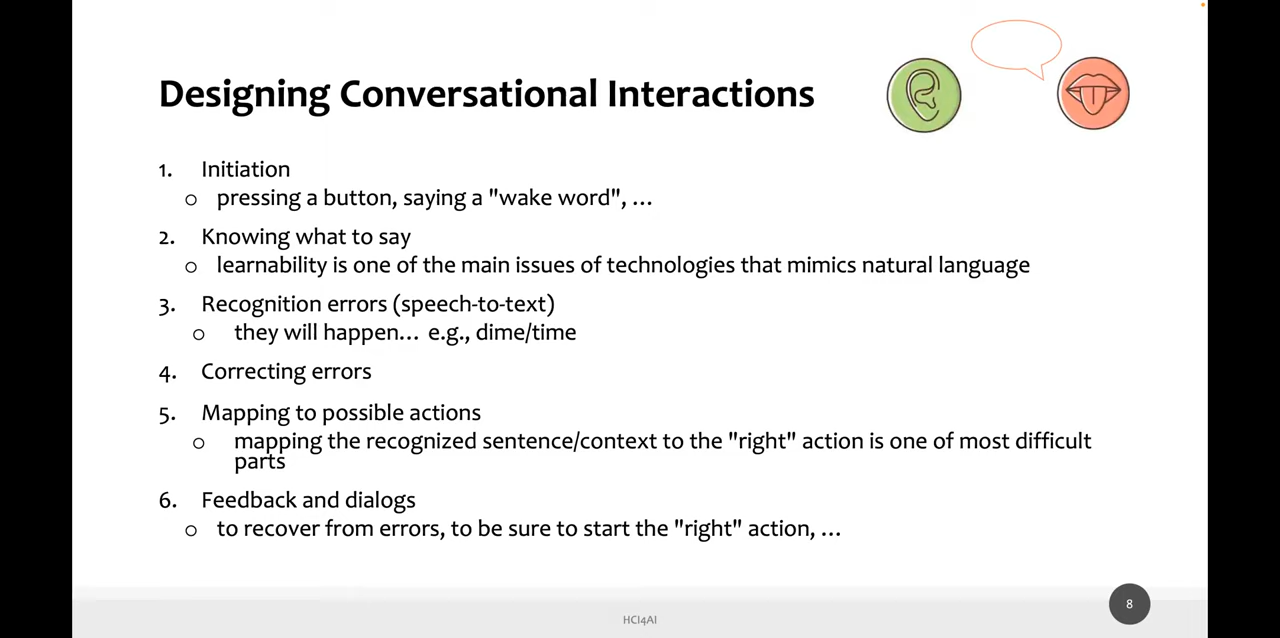 Designing Conversational Interactions
1. Initiation
o pressing a button, saying a "wake word", …
2. Knowing what to say
o learnability is one of the main issues of technologies that mimics natural language
3. Recognition errors (speech-to-text)
o they will happen… e.g., dime/time
4. Correcting errors
5. Mapping to possible actions
o mapping the recognized sentence/context to the "right" action is one of most difficult
parts
6. Feedback and dialogs
o to recover from errors, to be sure to start the "right" action, …
HCI4AI
8